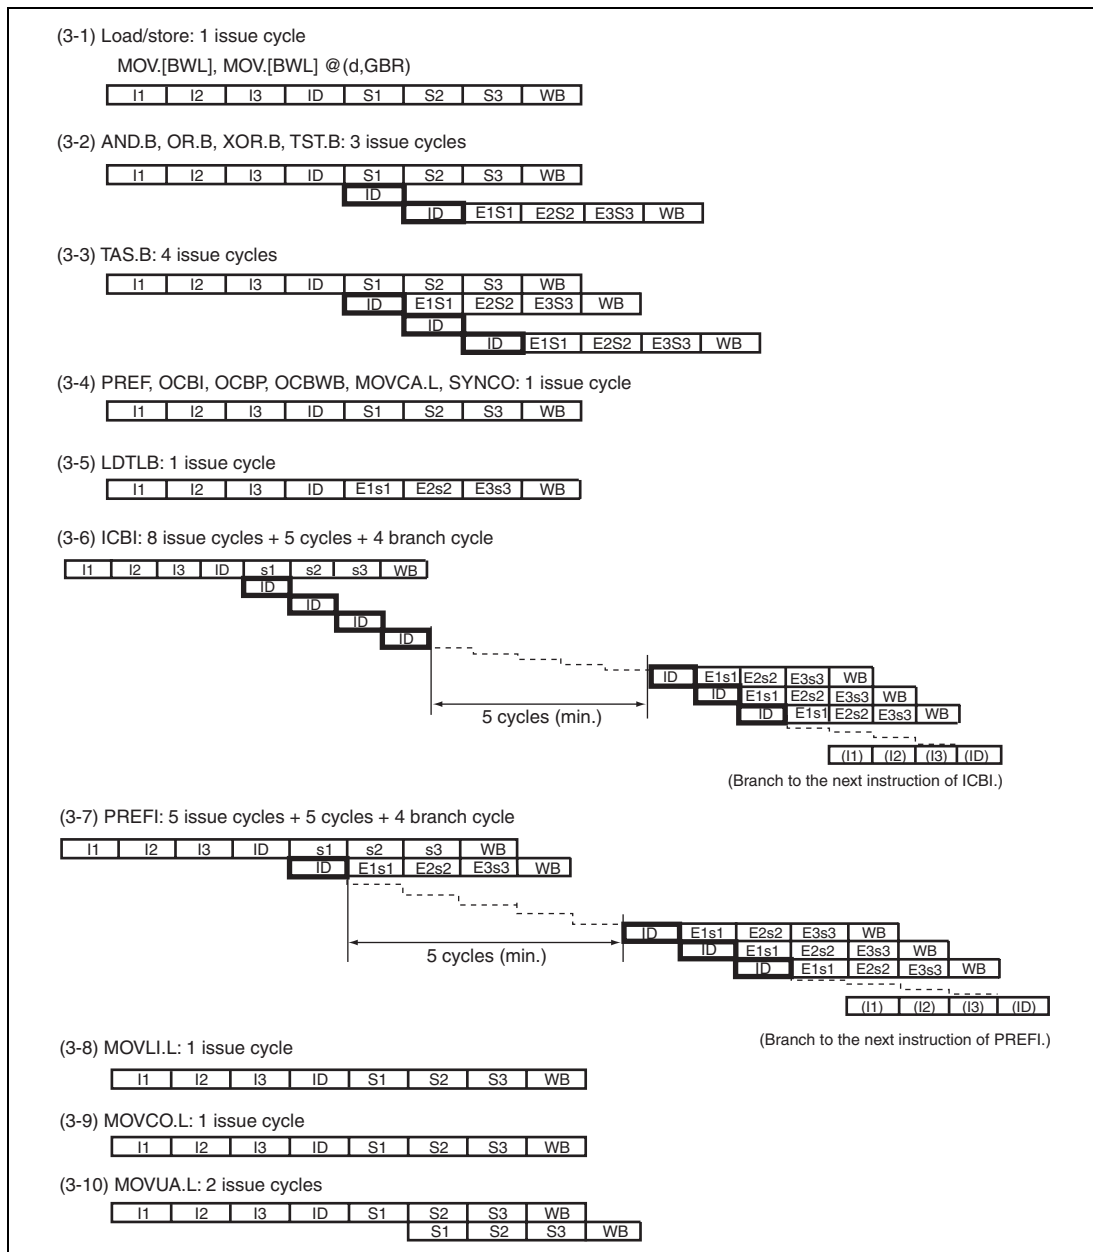 (3-1) Load/store: 1 issue cycle
MOV.[BWL], MOV.[BWL] @(d,GBR)
I1 I2 I3 ID S1 S2 S3 WB
(3-2) AND.B, OR.B, XOR.B, TST.B: 3 issue cycles
I1 I2 I3 ID S1 S2 S3 WB
ID
ID E1S1 E2S2 E3S3 WB
(3-3) TAS.B: 4 issue cycles
I1 I2 I3 ID S1 S2 S3 WB
ID E1S1 E2S2 E3S3 WB
ID
ID E1S1 E2S2 E3S3 WB
(3-4) PREF, OCBI, OCBP, OCBWB, MOVCA.L, SYNCO: 1 issue cycle
I1 I2 I3 ID S1 S2 S3 WB
(3-5) LDTLB: 1 issue cycle
I1 I2 I3 ID E1s1 E2s2 E3s3 WB
(3-6) ICBI: 8 issue cycles + 5 cycles + 4 branch cycle
I1 I2 I3 ID s1 s2 s3 WB
ID
ID
ID
ID
5 cycles (min.)
ID E1s1 E2s2 E3s3 WB
ID E1s1 E2s2 E3s3 WB
ID E1s1 E2s2 E3s3 WB
(I1) (I2) (I3) (ID)
(Branch to the next instruction of ICBI.)
(3-7) PREFI: 5 issue cycles + 5 cycles + 4 branch cycle
I1 I2 I3 ID s1 s2 s3 WB
ID E1s1 E2s2 E3s3 WB
5 cycles (min.)
ID E1s1 E2s2 E3s3 WB
ID E1s1 E2s2 E3s3 WB
ID E1s1 E2s2 E3s3 WB
(I1) (I2) (I3) (ID)
(Branch to the next instruction of PREFI.)
(3-8) MOVLI.L: 1 issue cycle
I1 I2 I3 ID S1 S2 S3 WB
(3-9) MOVCO.L: 1 issue cycle
I1 I2 I3 ID S1 S2 S3 WB
(3-10) MOVUA.L: 2 issue cycles
I1 I2 I3 ID S1 S2 S3 WB
S1 S2 S3 WB